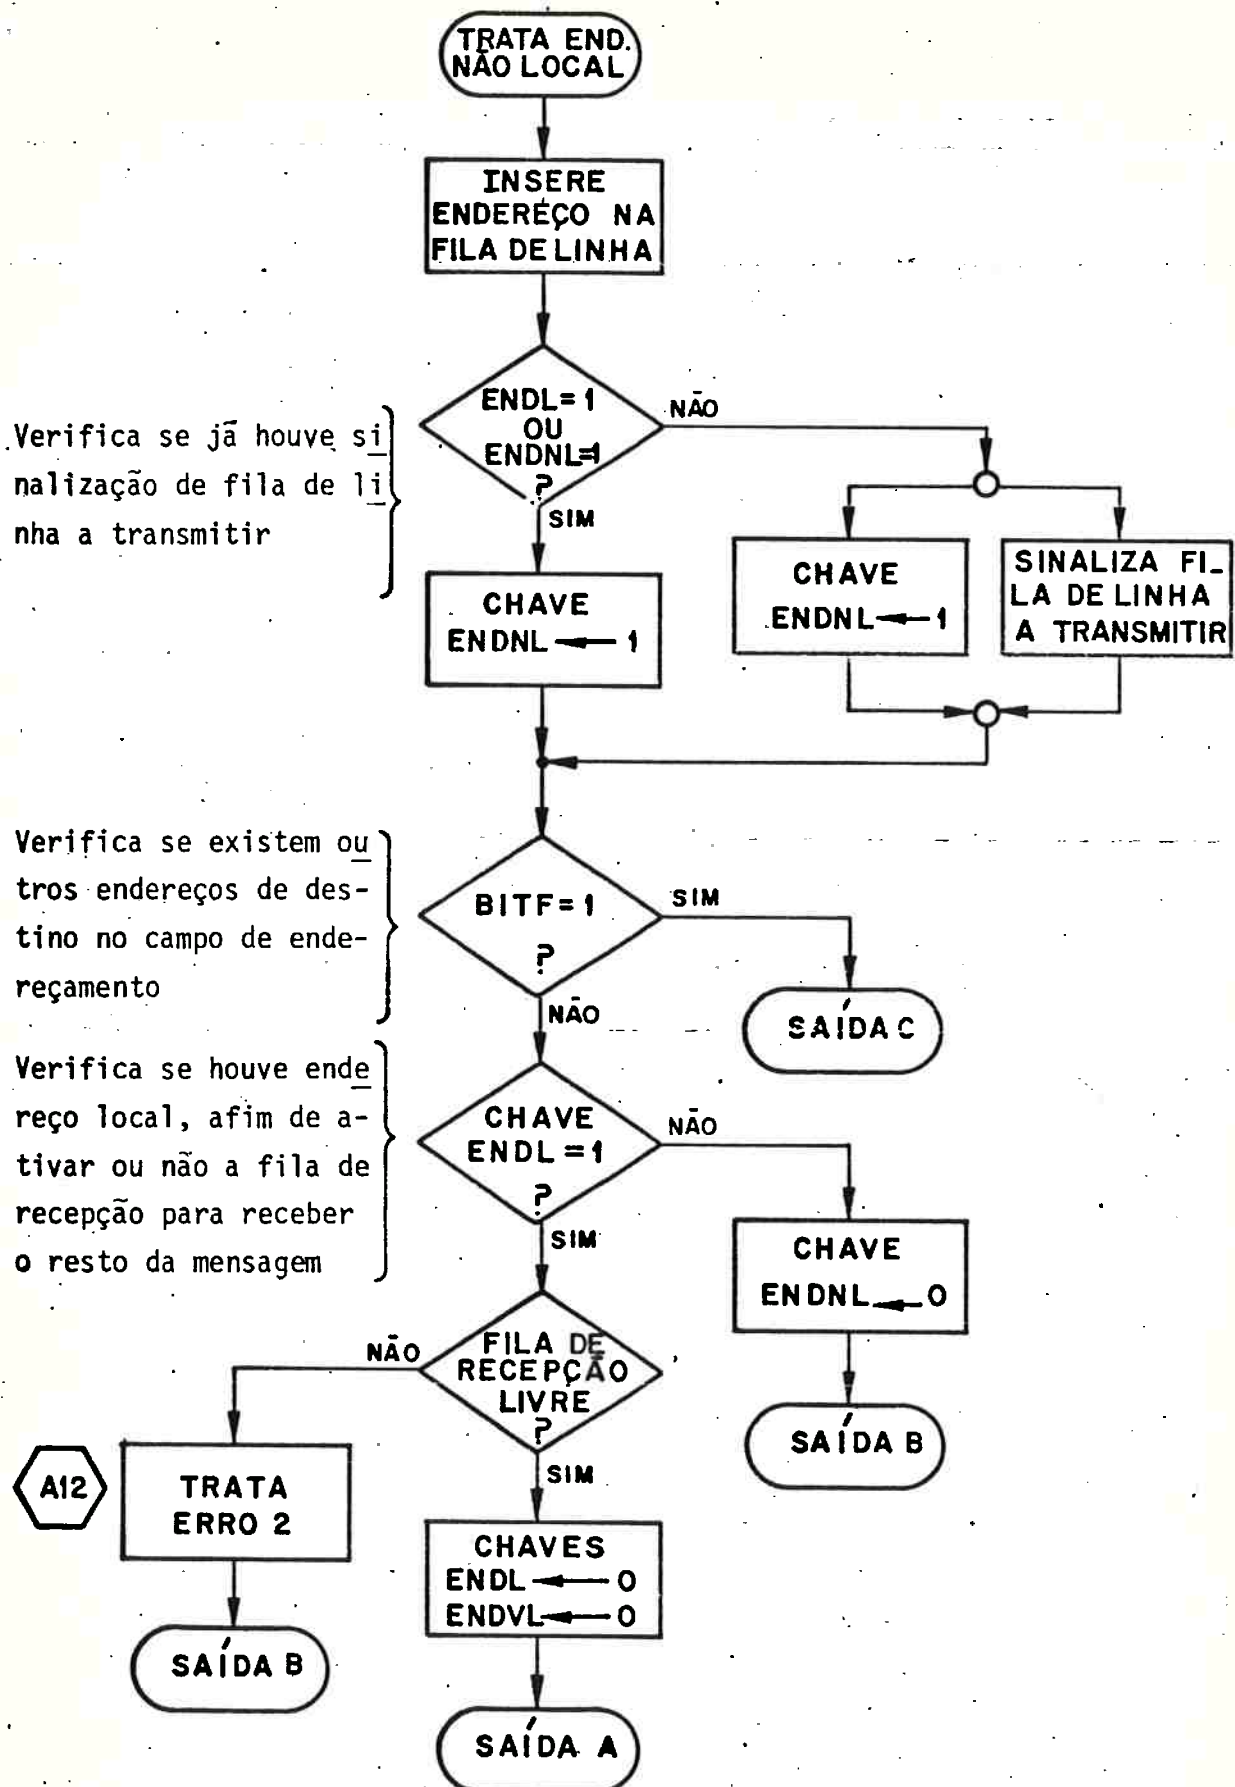 TRATA END.
NÃO LOCAL
INSERE
ENDEREÇO NA
FILA DE LINHA
ENDL=1
OU
ENDNL=1
?
NÃO
SIM
Verifica se já houve si
nalização de fila de li
nha a transmitir
CHAVE
ENDNL ← 1
CHAVE
ENDNL ← 1
SINALIZA FI_
LA DE LINHA
A TRANSMITIR
Verifica se existem ou
tros endereços de des-
tino no campo de ende-
reçamento
BITF=1
?
SIM
NÃO
SAÍDA C
Verifica se houve ende
reço local, afim de a-
tivar ou não a fila de
recepção para receber
o resto da mensagem
CHAVE
ENDL=1
?
NÃO
SIM
CHAVE
ENDNL ← 0
SAÍDA B
FILA DE
RECEPÇÃO
LIVRE
?
NÃO
SIM
A12
TRATA
ERRO 2
SAÍDA B
CHAVES
ENDL ← 0
ENDVL ← 0
SAÍDA A